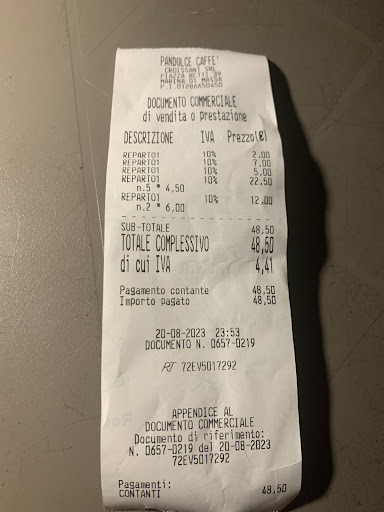 PANDOLCE CAFFE'
CROISSANT SRL
PIAZZA BETTI 39
MARINA DI MASSA
P.I.01286650450
DOCUMENTO COMMERCIALE
di vendita o prestazione
DESCRIZIONE IVA Prezzo(€)
REPARTO1 10% 2,00
REPARTO1 10% 7,00
REPARTO1 10% 5,00
REPARTO1 10% 22,50
n.5 * 4,50
REPARTO1 10% 12,00
n.2 * 6,00
SUB-TOTALE 48,50
TOTALE COMPLESSIVO 48,50
di cui IVA 4,41
Pagamento contante 48,50
Importo pagato 48,50
20-08-2023 23:53
DOCUMENTO N. 0657-0219
RT 72EV5017292
APPENDICE AL
DOCUMENTO COMMERCIALE
Documento di riferimento:
N. 0657-0219 del 20-08-2023
72EV5017292
Pagamenti:
CONTANTI 48,50